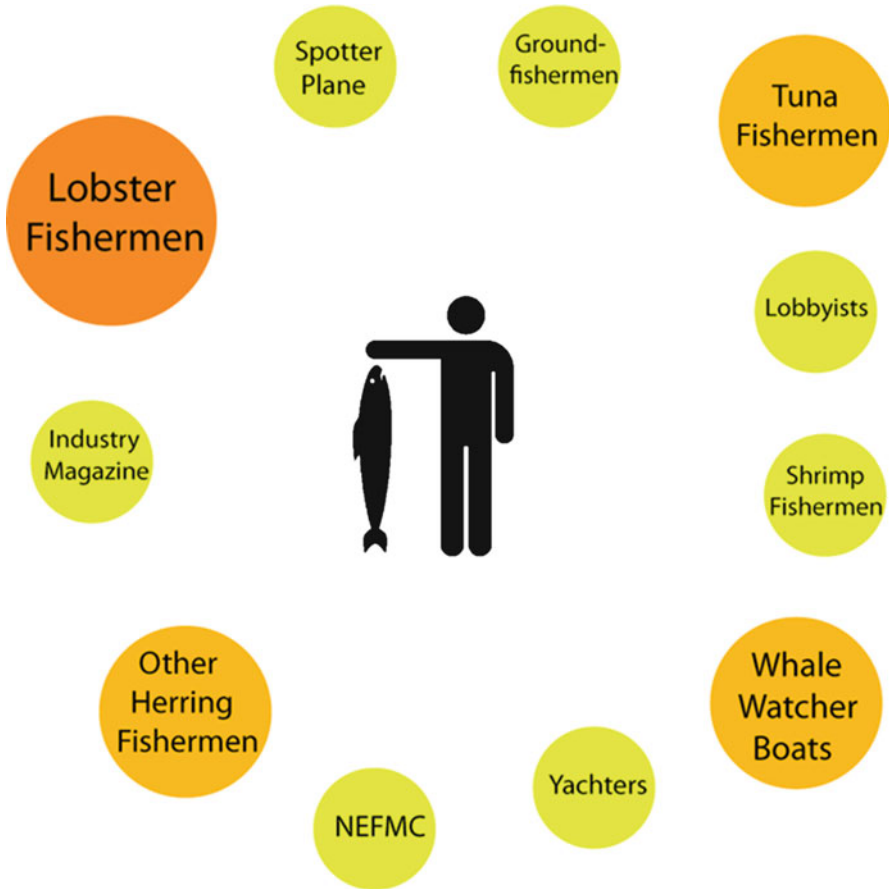 Spotter
Plane
Ground-
fishermen
Tuna
Fishermen
Lobster
Fishermen
Lobbyists
Industry
Magazine
Shrimp
Fishermen
Other
Herring
Fishermen
Whale
Watcher
Boats
Yachters
NEFMC